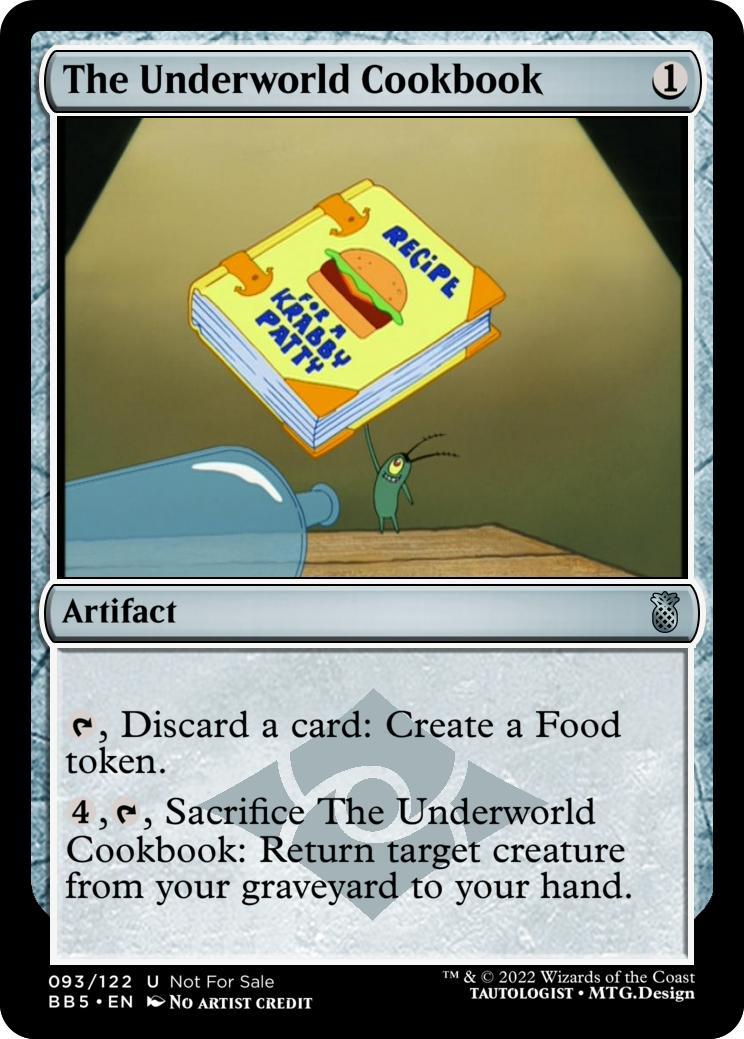 The Underworld Cookbook 1
RECiPE
FOR A
KRABBY
PATTY
Artifact
, Discard a card: Create a Food
token.
4, , Sacrifice The Underworld
Cookbook: Return target creature
from your graveyard to your hand.
093/122 U Not For Sale
BB5 • EN No ARTIST CREDIT
™ & © 2022 Wizards of the Coast
TAUTOLOGIST • MTG.Design